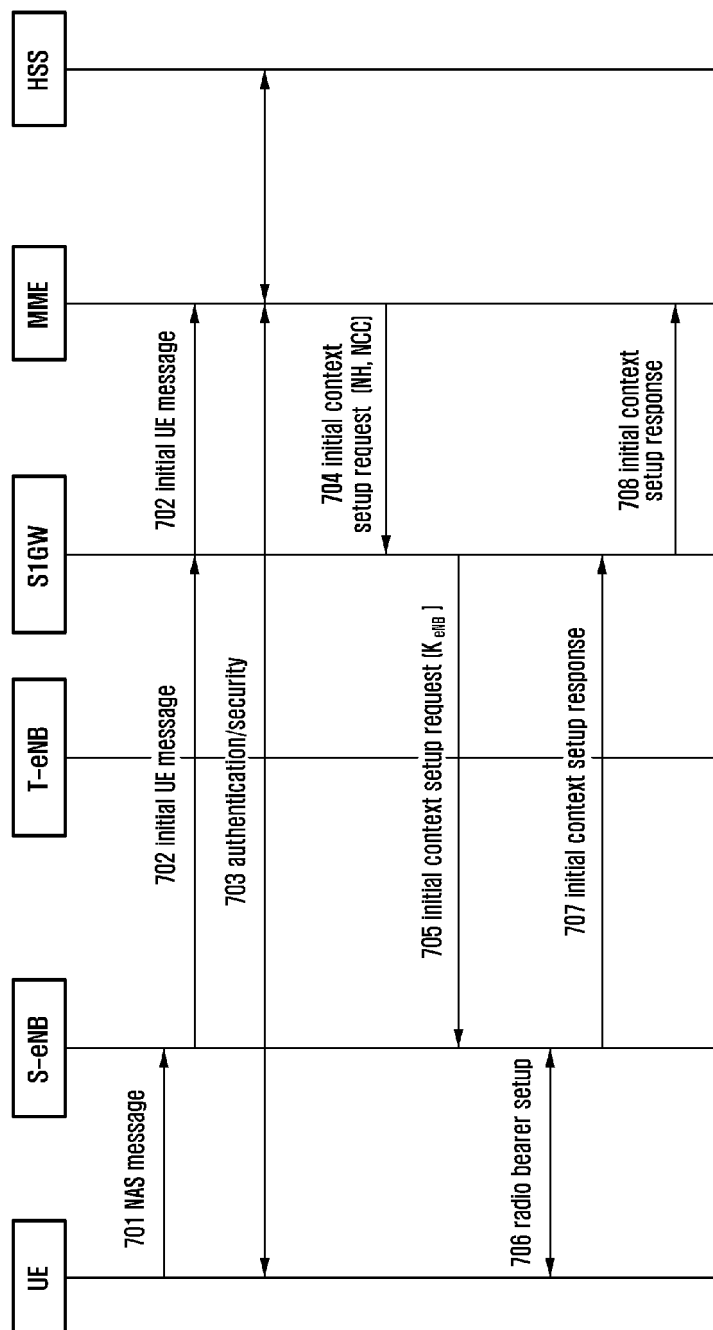 UE
S-eNB
T-eNB
S1GW
MME
HSS
701 NAS message
702 initial UE message
702 initial UE message
703 authentication/security
704 initial context
setup request (NH, NCC)
705 initial context setup request (KeNB)
706 radio bearer setup
707 initial context setup response
708 initial context
setup response